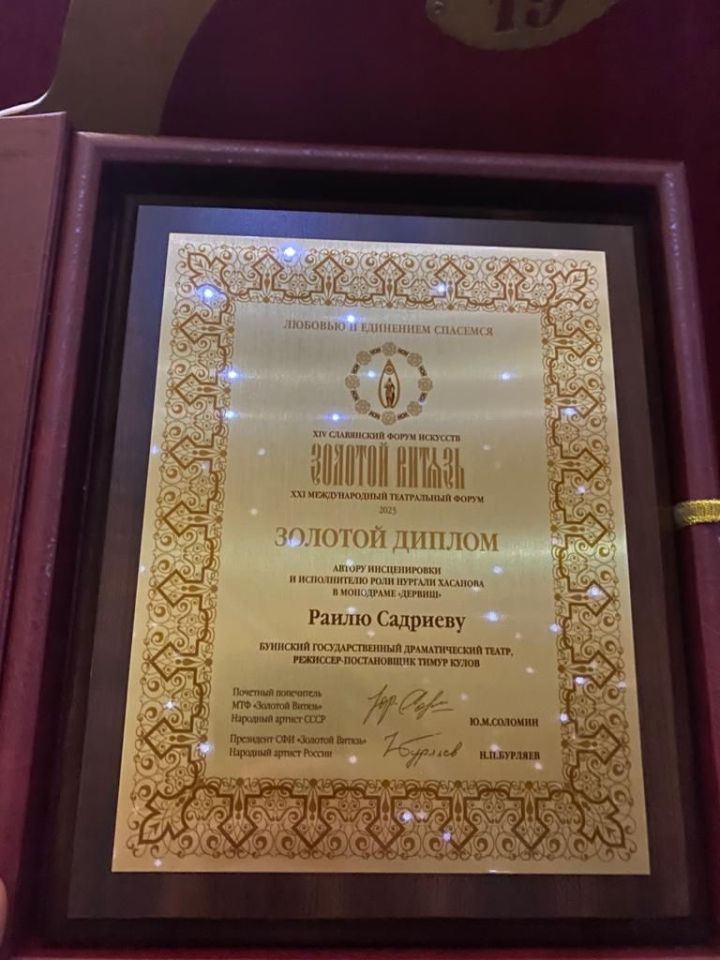 19
ЛЮБОВЬЮ И ЕДИНЕНИЕМ СПАСЕМСЯ
XIV СЛАВЯНСКИЙ ФОРУМ ИСКУССТВ
ЗОЛОТОЙ ВИТЯЗЬ
XXI МЕЖДУНАРОДНЫЙ ТЕАТРАЛЬНЫЙ ФОРУМ
2023
ЗОЛОТОЙ ДИПЛОМ
АВТОРУ ИНСЦЕНИРОВКИ
И ИСПОЛНИТЕЛЮ РОЛИ НУРГАЛИ ХАСАНОВА
В МОНОДРАМЕ «ДЕРВИШ»
Раилю Садриеву
БУИНСКИЙ ГОСУДАРСТВЕННЫЙ ДРАМАТИЧЕСКИЙ ТЕАТР,
РЕЖИССЕР-ПОСТАНОВЩИК ТИМУР КУЛОВ
Почетный попечитель
МТФ «Золотой Витязь»
Народный артист СССР
Ю.М.СОЛОМИН
Президент СФИ «Золотой Витязь»
Народный артист России
Н.П.БУРЛЯЕВ